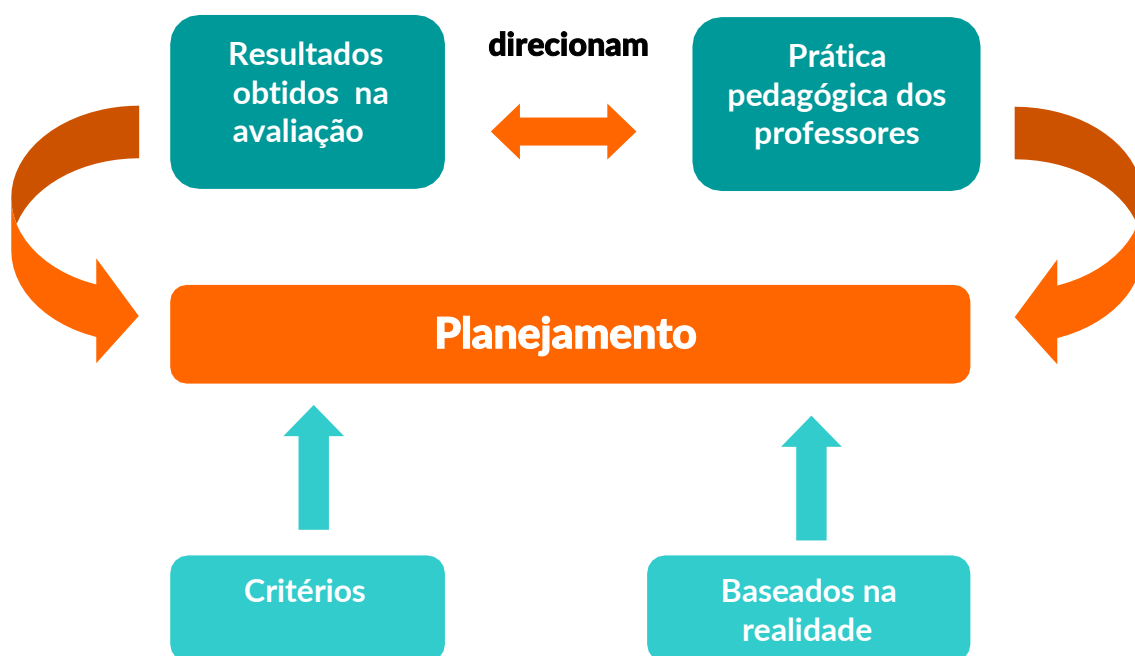 Resultados
obtidos na
avaliação
direcionam
Prática
pedagógica dos
professores
Planejamento
Critérios
Baseados na
realidade